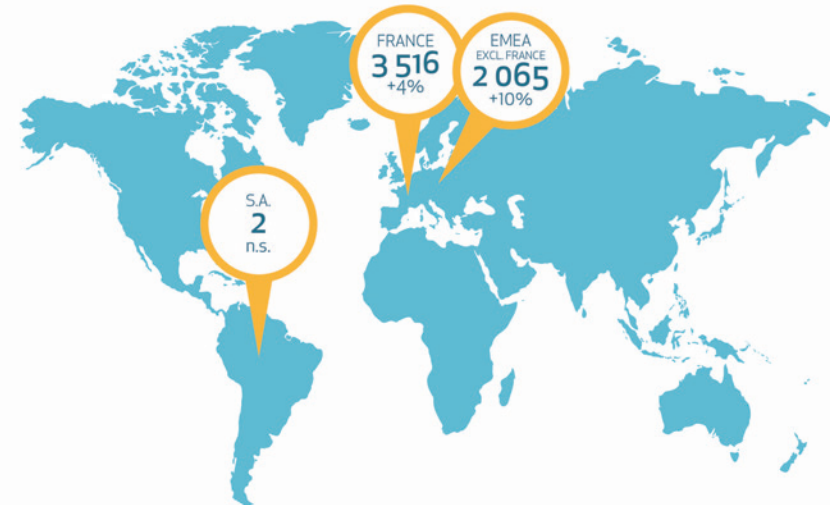 FRANCE
3 516
+4%
EMEA
EXCL. FRANCE
2 065
+10%
S.A.
2
n.s.